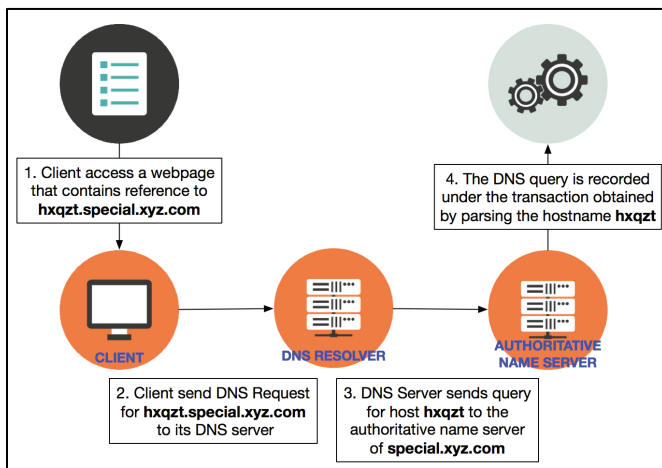 1. Client access a webpage
that contains reference to
hxqzt.special.xyz.com
4. The DNS query is recorded
under the transaction obtained
by parsing the hostname hxqzt
CLIENT
DNS RESOLVER
AUTHORITATIVE
NAME SERVER
2. Client send DNS Request
for hxqzt.special.xyz.com
to its DNS server
3. DNS Server sends query
for host hxqzt to the
authoritative name server
of special.xyz.com